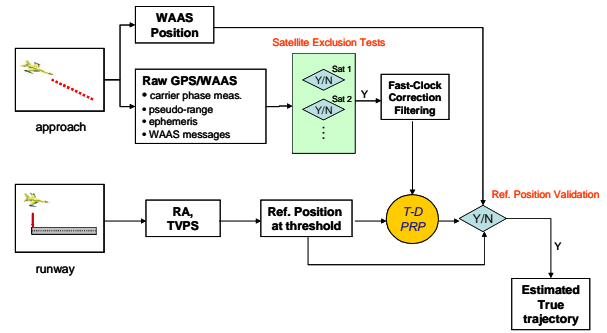 WAAS
Position
Satellite Exclusion Tests
approach
Raw GPS/WAAS
• carrier phase meas.
• pseudo-range
• ephemeris
• WAAS messages
Sat 1
Y/N
Sat 2
Y/N
⋮
Y
Fast-Clock
Correction
Filtering
Ref. Position Validation
runway
RA,
TVPS
Ref. Position
at threshold
T-D
PRP
Y/N
Y
Estimated
True
trajectory